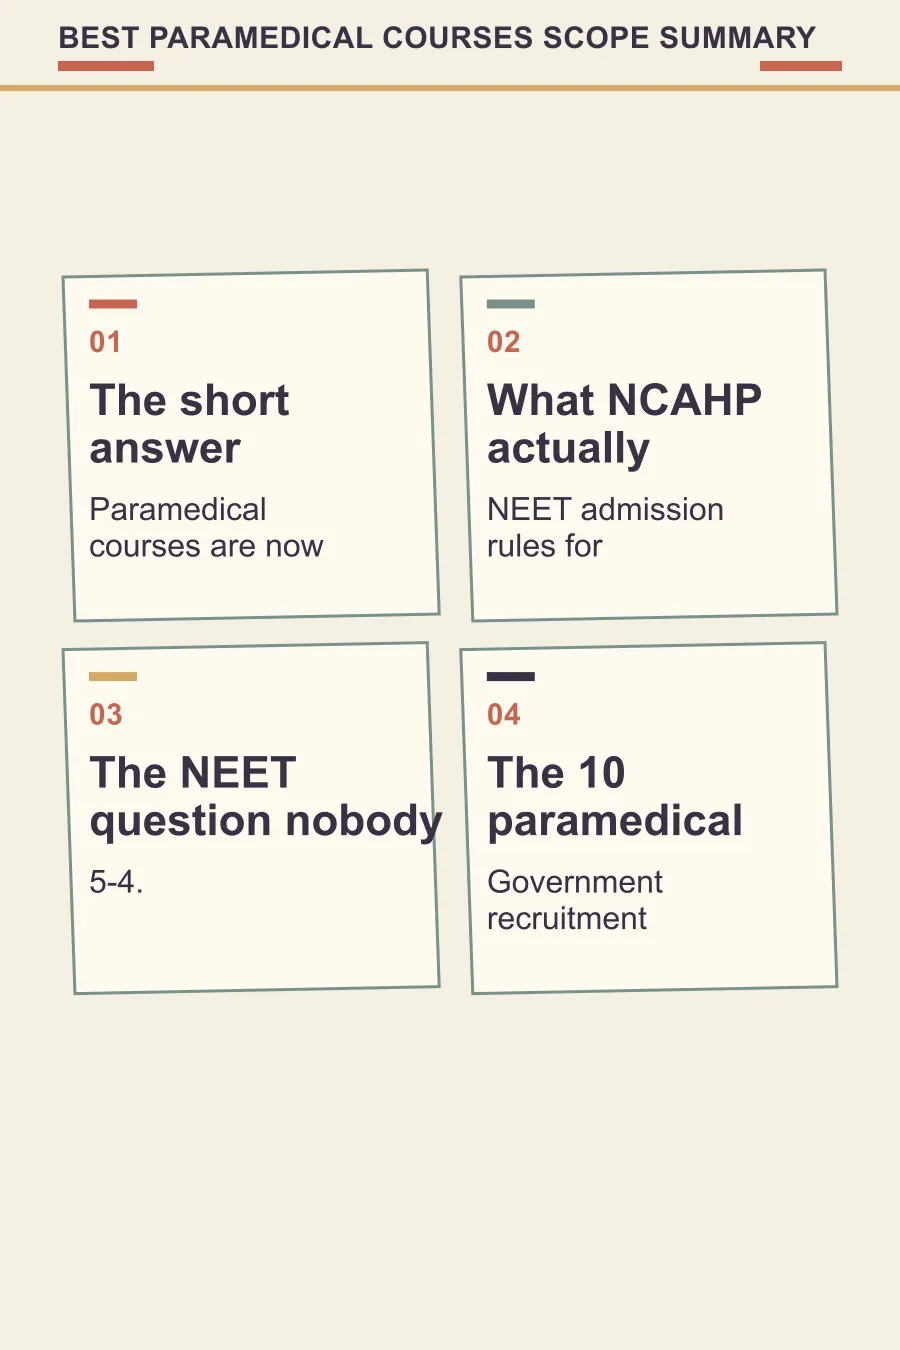 BEST PARAMEDICAL COURSES SCOPE SUMMARY
01
The short
answer
Paramedical
courses are now
02
What NCAHP
actually
NEET admission
rules for
03
The NEET
question nobody
5-4.
04
The 10
paramedical
Government
recruitment